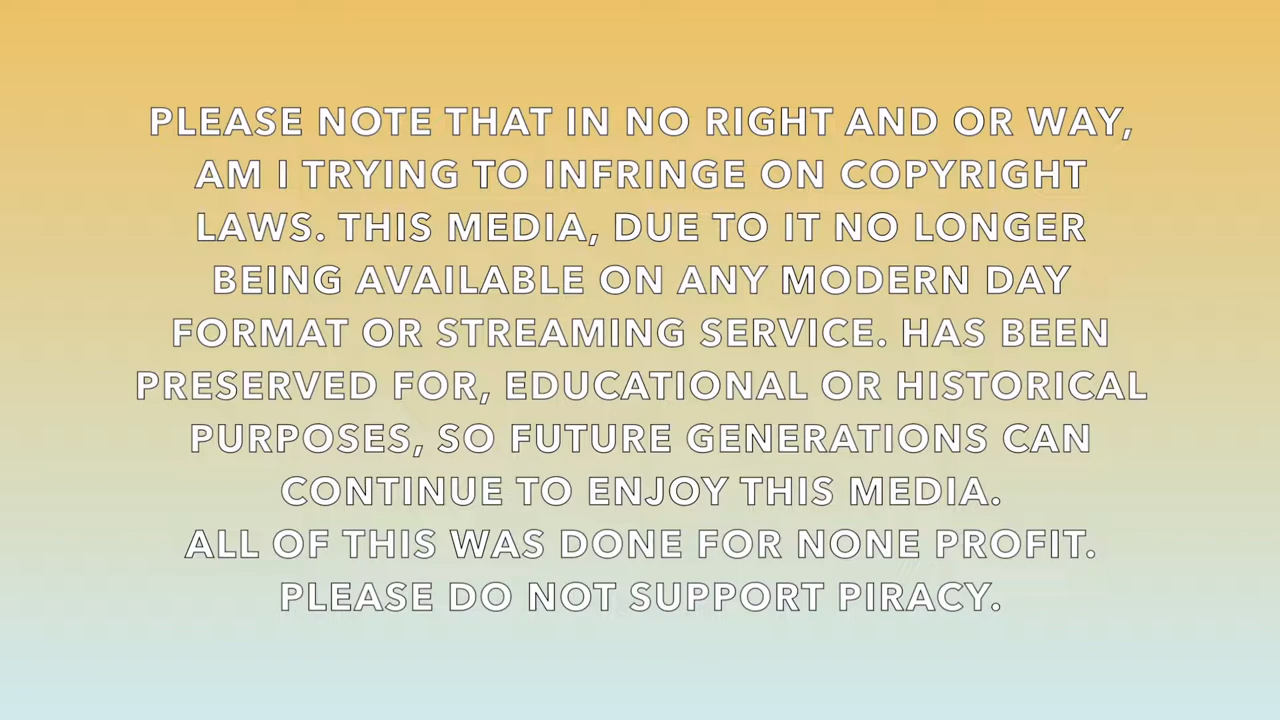 PLEASE NOTE THAT IN NO RIGHT AND OR WAY,
AM I TRYING TO INFRINGE ON COPYRIGHT
LAWS. THIS MEDIA, DUE TO IT NO LONGER
BEING AVAILABLE ON ANY MODERN DAY
FORMAT OR STREAMING SERVICE. HAS BEEN
PRESERVED FOR, EDUCATIONAL OR HISTORICAL
PURPOSES, SO FUTURE GENERATIONS CAN
CONTINUE TO ENJOY THIS MEDIA.
ALL OF THIS WAS DONE FOR NONE PROFIT.
PLEASE DO NOT SUPPORT PIRACY.